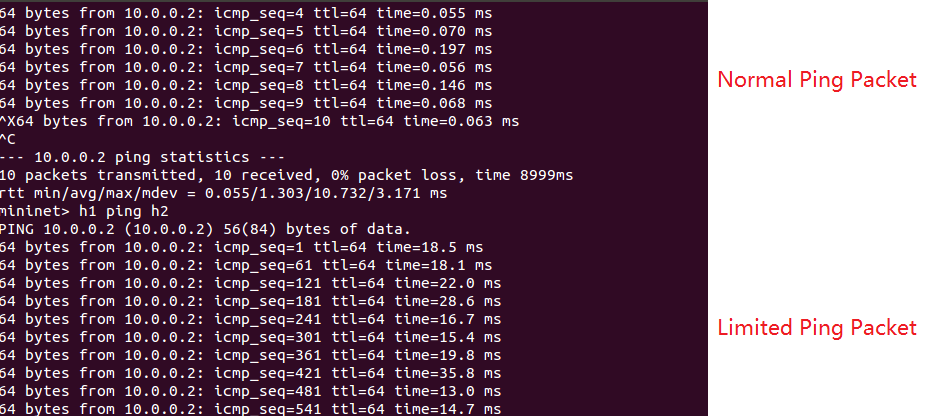 64 bytes from 10.0.0.2: icmp_seq=4 ttl=64 time=0.055 ms
64 bytes from 10.0.0.2: icmp_seq=5 ttl=64 time=0.070 ms
64 bytes from 10.0.0.2: icmp_seq=6 ttl=64 time=0.197 ms
64 bytes from 10.0.0.2: icmp_seq=7 ttl=64 time=0.056 ms
64 bytes from 10.0.0.2: icmp_seq=8 ttl=64 time=0.146 ms
64 bytes from 10.0.0.2: icmp_seq=9 ttl=64 time=0.068 ms
^X64 bytes from 10.0.0.2: icmp_seq=10 ttl=64 time=0.063 ms
^C
--- 10.0.0.2 ping statistics ---
10 packets transmitted, 10 received, 0% packet loss, time 8999ms
rtt min/avg/max/mdev = 0.055/1.303/10.732/3.171 ms
mininet> h1 ping h2
PING 10.0.0.2 (10.0.0.2) 56(84) bytes of data.
64 bytes from 10.0.0.2: icmp_seq=1 ttl=64 time=18.5 ms
64 bytes from 10.0.0.2: icmp_seq=61 ttl=64 time=18.1 ms
64 bytes from 10.0.0.2: icmp_seq=121 ttl=64 time=22.0 ms
64 bytes from 10.0.0.2: icmp_seq=181 ttl=64 time=28.6 ms
64 bytes from 10.0.0.2: icmp_seq=241 ttl=64 time=16.7 ms
64 bytes from 10.0.0.2: icmp_seq=301 ttl=64 time=15.4 ms
64 bytes from 10.0.0.2: icmp_seq=361 ttl=64 time=19.8 ms
64 bytes from 10.0.0.2: icmp_seq=421 ttl=64 time=35.8 ms
64 bytes from 10.0.0.2: icmp_seq=481 ttl=64 time=13.0 ms
64 bytes from 10.0.0.2: icmp_seq=541 ttl=64 time=14.7 ms
Normal Ping Packet
Limited Ping Packet